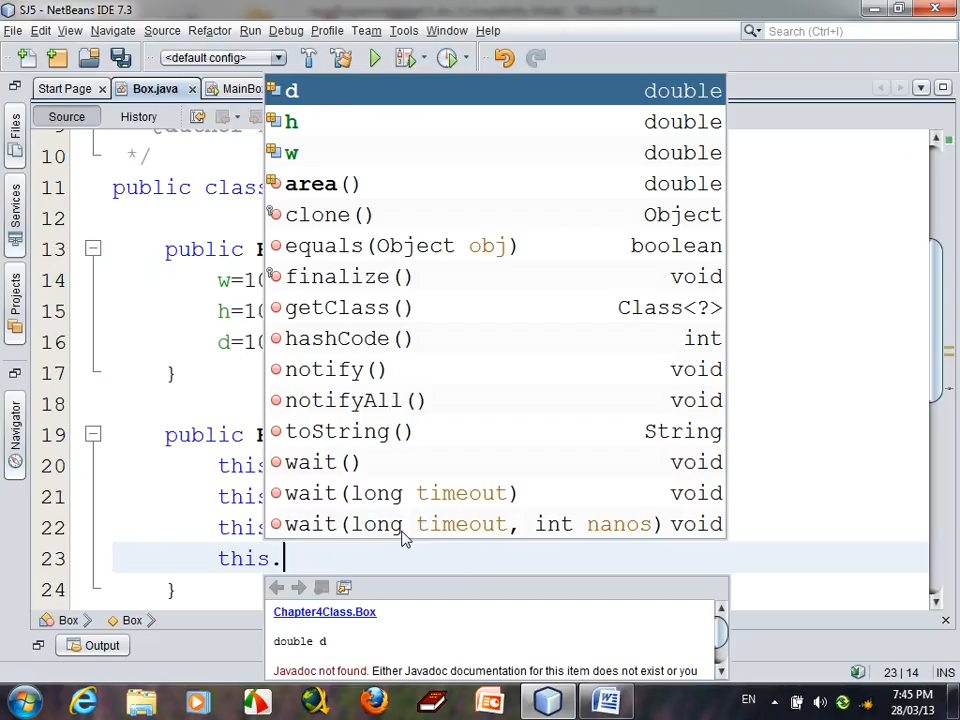 SJ5 - NetBeans IDE 7.3
File Edit View Navigate Source Refactor Run Debug Profile Team Tools Window Help
<default config>
Search (Ctrl+I)
Start Page Box.java MainBo
Source History
Files
Services
Projects
Navigator
10 */
11 public clas
12
13 public
14 w=10
15 h=10
16 d=10
17 }
18
19 public
20 this
21 this
22 this
23 this.
24 }
d double
h double
w double
area() double
clone() Object
equals(Object obj) boolean
finalize() void
getClass() Class<?>
hashCode() int
notify() void
notifyAll() void
toString() String
wait() void
wait(long timeout) void
wait(long timeout, int nanos) void
Chapter4Class.Box
double d
Javadoc not found. Either Javadoc documentation for this item does not exist or you
Box Box
Output
23 | 14 INS
EN 7:45 PM
28/03/13